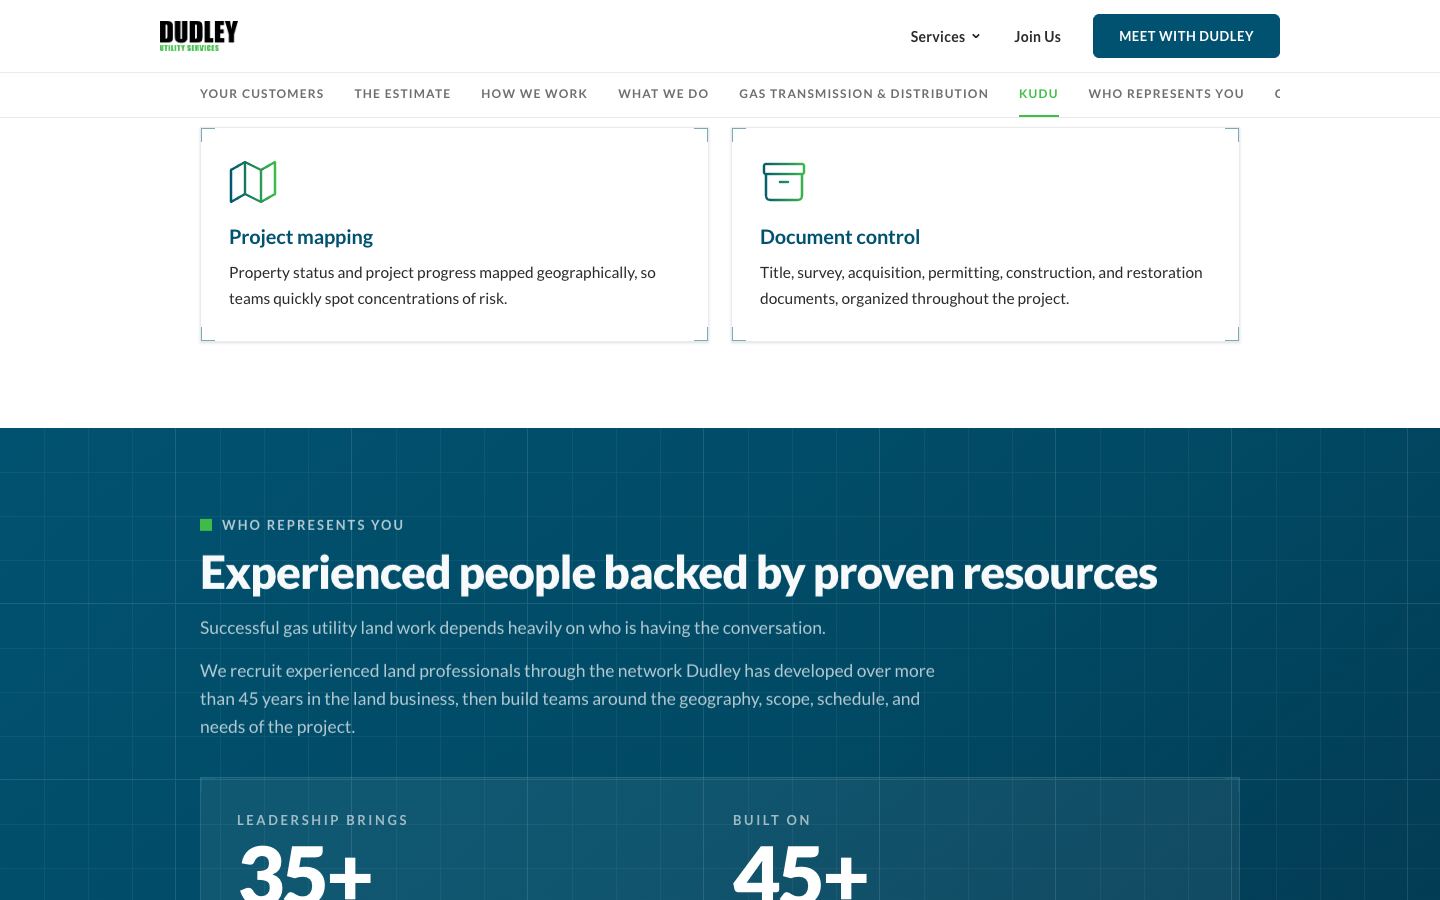 DUDLEY
UTILITY SERVICES
Services
Join Us
MEET WITH DUDLEY
YOUR CUSTOMERS
THE ESTIMATE
HOW WE WORK
WHAT WE DO
GAS TRANSMISSION & DISTRIBUTION
KUDU
WHO REPRESENTS YOU
Project mapping
Property status and project progress mapped geographically, so
teams quickly spot concentrations of risk.
Document control
Title, survey, acquisition, permitting, construction, and restoration
documents, organized throughout the project.
WHO REPRESENTS YOU
Experienced people backed by proven resources
Successful gas utility land work depends heavily on who is having the conversation.
We recruit experienced land professionals through the network Dudley has developed over more
than 45 years in the land business, then build teams around the geography, scope, schedule, and
needs of the project.
LEADERSHIP BRINGS
35+
BUILT ON
45+